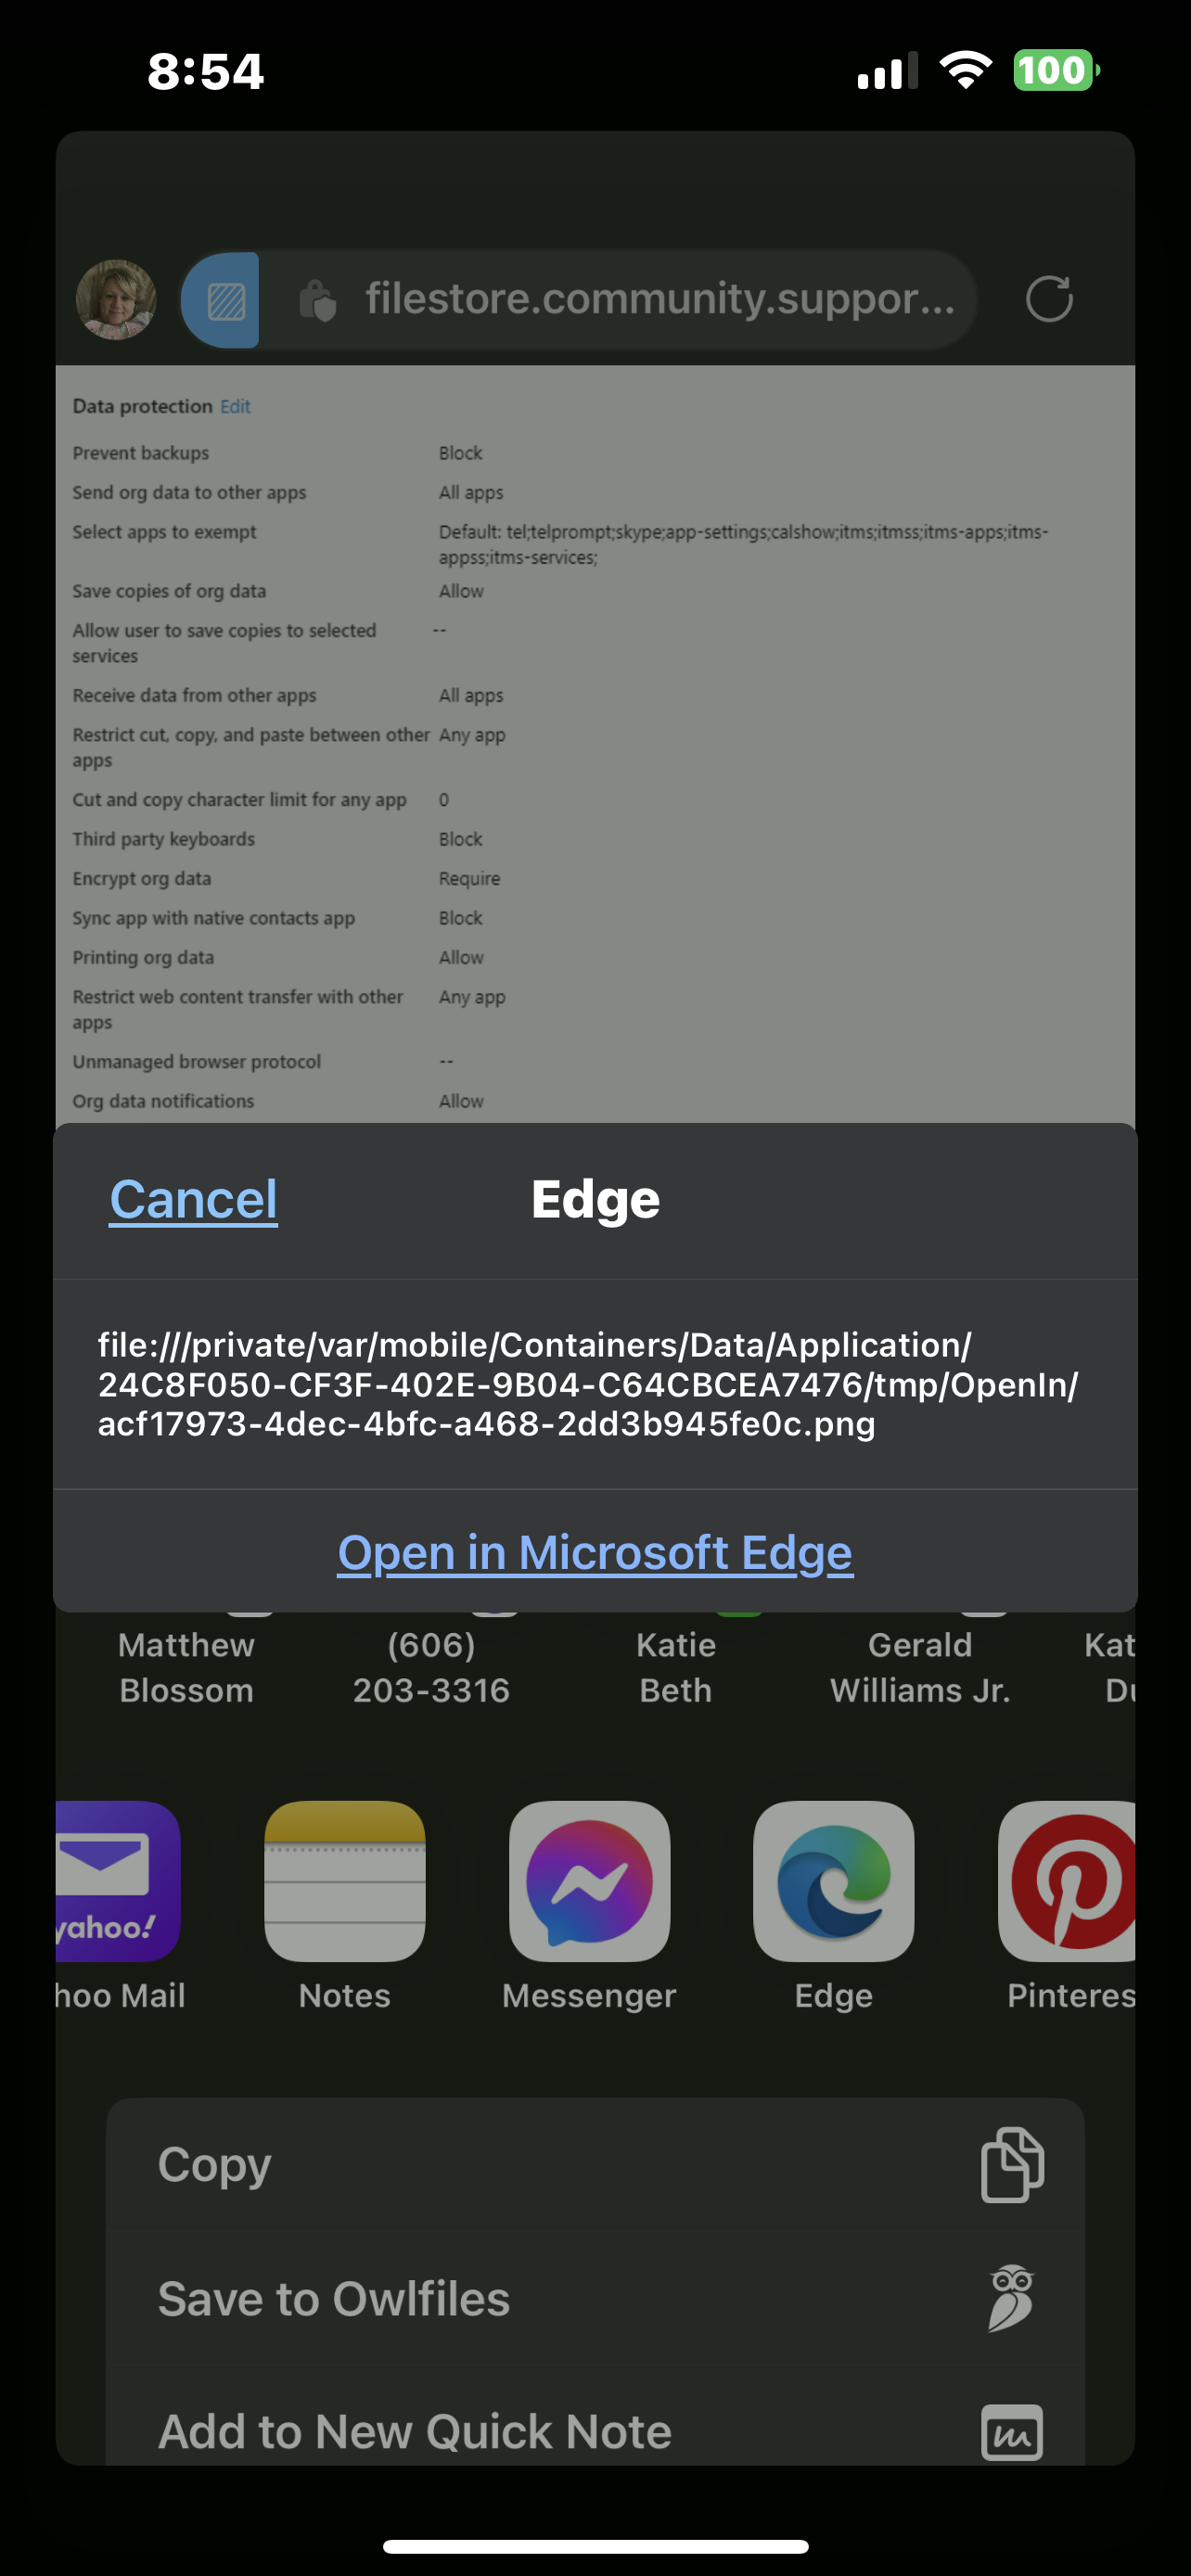 8:54
100
filestore.community.suppor...
Data protection Edit
Prevent backups Block
Send org data to other apps All apps
Select apps to exempt Default: tel;telprompt;skype;app-settings;calshow;itms;itmss;itms-apps;itms-
appss;itms-services;
Save copies of org data Allow
Allow user to save copies to selected --
services
Receive data from other apps All apps
Restrict cut, copy, and paste between other Any app
apps
Cut and copy character limit for any app 0
Third party keyboards Block
Encrypt org data Require
Sync app with native contacts app Block
Printing org data Allow
Restrict web content transfer with other Any app
apps
Unmanaged browser protocol --
Org data notifications Allow
Cancel Edge
file:///private/var/mobile/Containers/Data/Application/
24C8F050-CF3F-402E-9B04-C64CBCEA7476/tmp/OpenIn/
acf17973-4dec-4bfc-a468-2dd3b945fe0c.png
Open in Microsoft Edge
Matthew (606) Katie Gerald Kat
Blossom 203-3316 Beth Williams Jr. Du
yahoo!
hoo Mail Notes Messenger Edge Pinteres
Copy
Save to Owlfiles
Add to New Quick Note